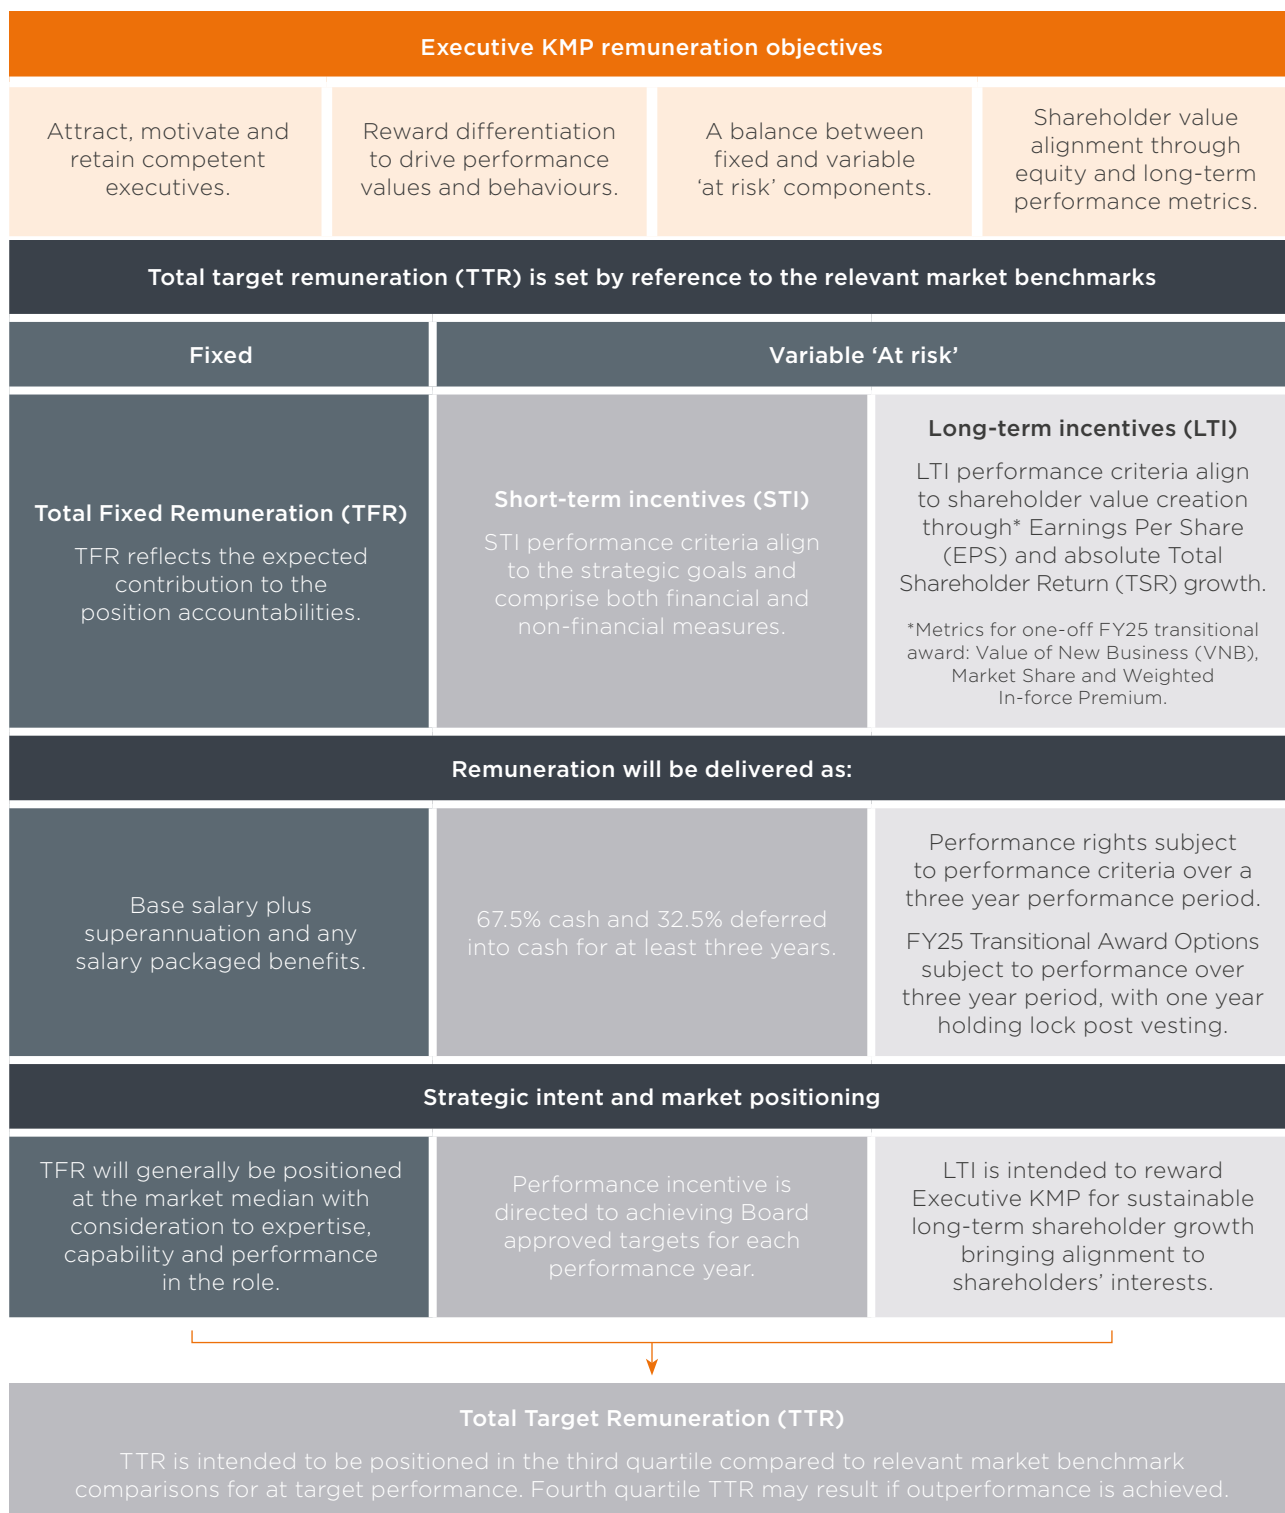 Executive KMP remuneration objectives
Attract, motivate and
retain competent
executives.
Reward differentiation
to drive performance
values and behaviours.
A balance between
fixed and variable
‘at risk’ components.
Shareholder value
alignment through
equity and long-term
performance metrics.
Total target remuneration (TTR) is set by reference to the relevant market benchmarks
Fixed
Variable ‘At risk’
Total Fixed Remuneration (TFR)
TFR reflects the expected
contribution to the
position accountabilities.
Short-term incentives (STI)
STI performance criteria align
to the strategic goals and
comprise both financial and
non-financial measures.
Long-term incentives (LTI)
LTI performance criteria align
to shareholder value creation
through* Earnings Per Share
(EPS) and absolute Total
Shareholder Return (TSR) growth.
*Metrics for one-off FY25 transitional
award: Value of New Business (VNB),
Market Share and Weighted
In-force Premium.
Remuneration will be delivered as:
Base salary plus
superannuation and any
salary packaged benefits.
67.5% cash and 32.5% deferred
into cash for at least three years.
Performance rights subject
to performance criteria over a
three year performance period.
FY25 Transitional Award Options
subject to performance over
three year period, with one year
holding lock post vesting.
Strategic intent and market positioning
TFR will generally be positioned
at the market median with
consideration to expertise,
capability and performance
in the role.
Performance incentive is
directed to achieving Board
approved targets for each
performance year.
LTI is intended to reward
Executive KMP for sustainable
long-term shareholder growth
bringing alignment to
shareholders’ interests.
Total Target Remuneration (TTR)
TTR is intended to be positioned in the third quartile compared to relevant market benchmark
comparisons for at target performance. Fourth quartile TTR may result if outperformance is achieved.